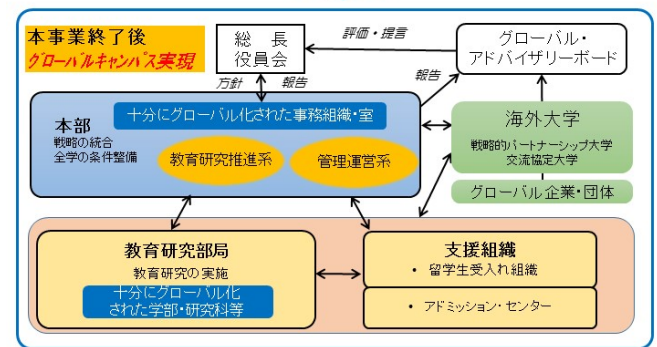 本事業終了後
グローバルキャンパス実現
総 長
役員会
評価・提言
グローバル・
アドバイザリーボード
方針
報告
報告
十分にグローバル化された事務組織・室
本部
戦略の統合
全学の条件整備
教育研究推進系
管理運営系
海外大学
戦略的パートナーシップ大学
交流協定大学
グローバル企業・団体
教育研究部局
教育研究の実施
十分にグローバル化
された学部・研究科等
支援組織
• 留学生受入れ組織
• アドミッション・センター